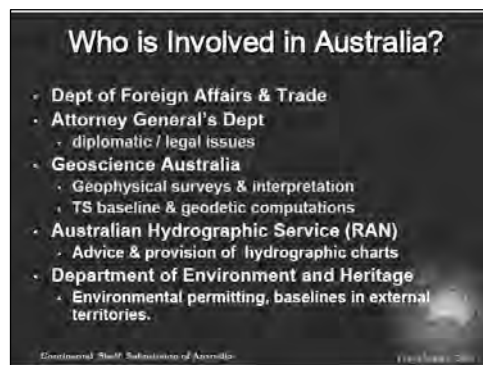 Who is Involved in Australia?
• Dept of Foreign Affairs & Trade
• Attorney General's Dept
• diplomatic / legal issues
• Geoscience Australia
• Geophysical surveys & interpretation
• TS baseline & geodetic computations
• Australian Hydrographic Service (RAN)
• Advice & provision of hydrographic charts
• Department of Environment and Heritage
• Environmental permitting, baselines in external
territories.
Continental Shelf Submission of Australia